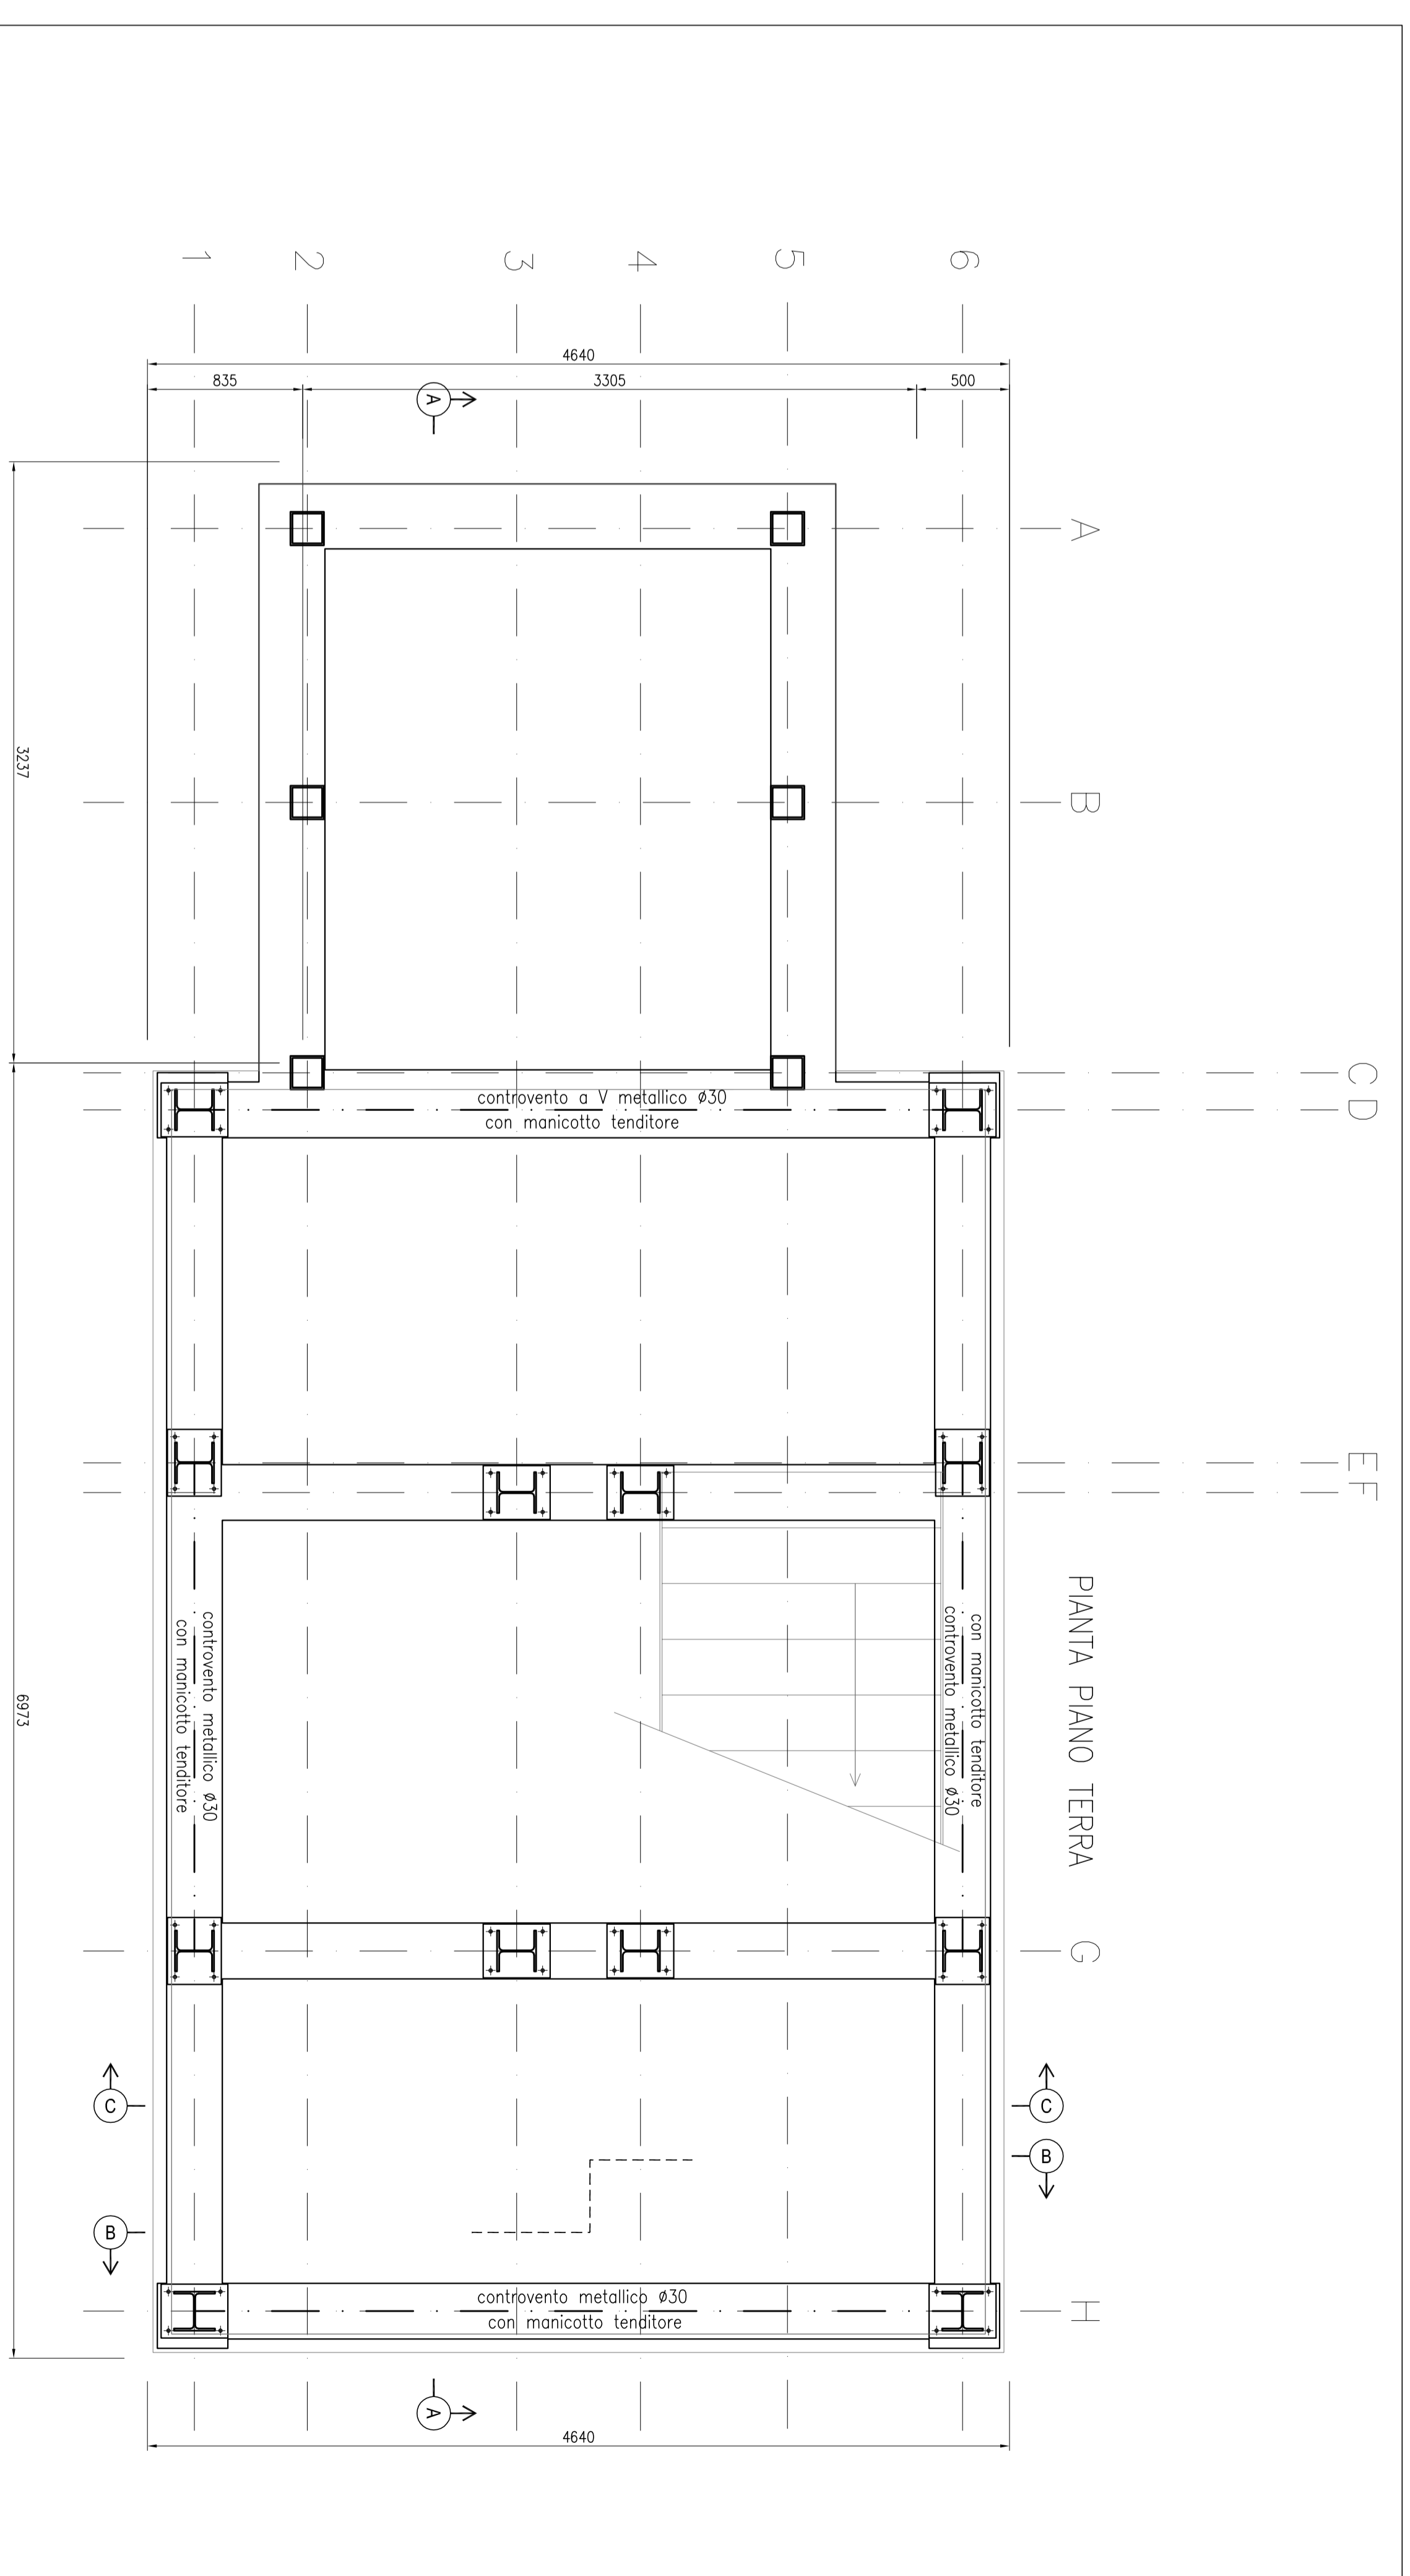 1
2
3
4
5
6
4640
835
3305
500
A
A
B
3237
C
D
controvento a V metallico ø30
con manicotto tenditore
E
F
PIANTA PIANO TERRA
controvento metallico ø30
con manicotto tenditore
con manicotto tenditore
controvento metallico ø30
6973
G
C
C
B
B
H
controvento metallico ø30
con manicotto tenditore
A
4640